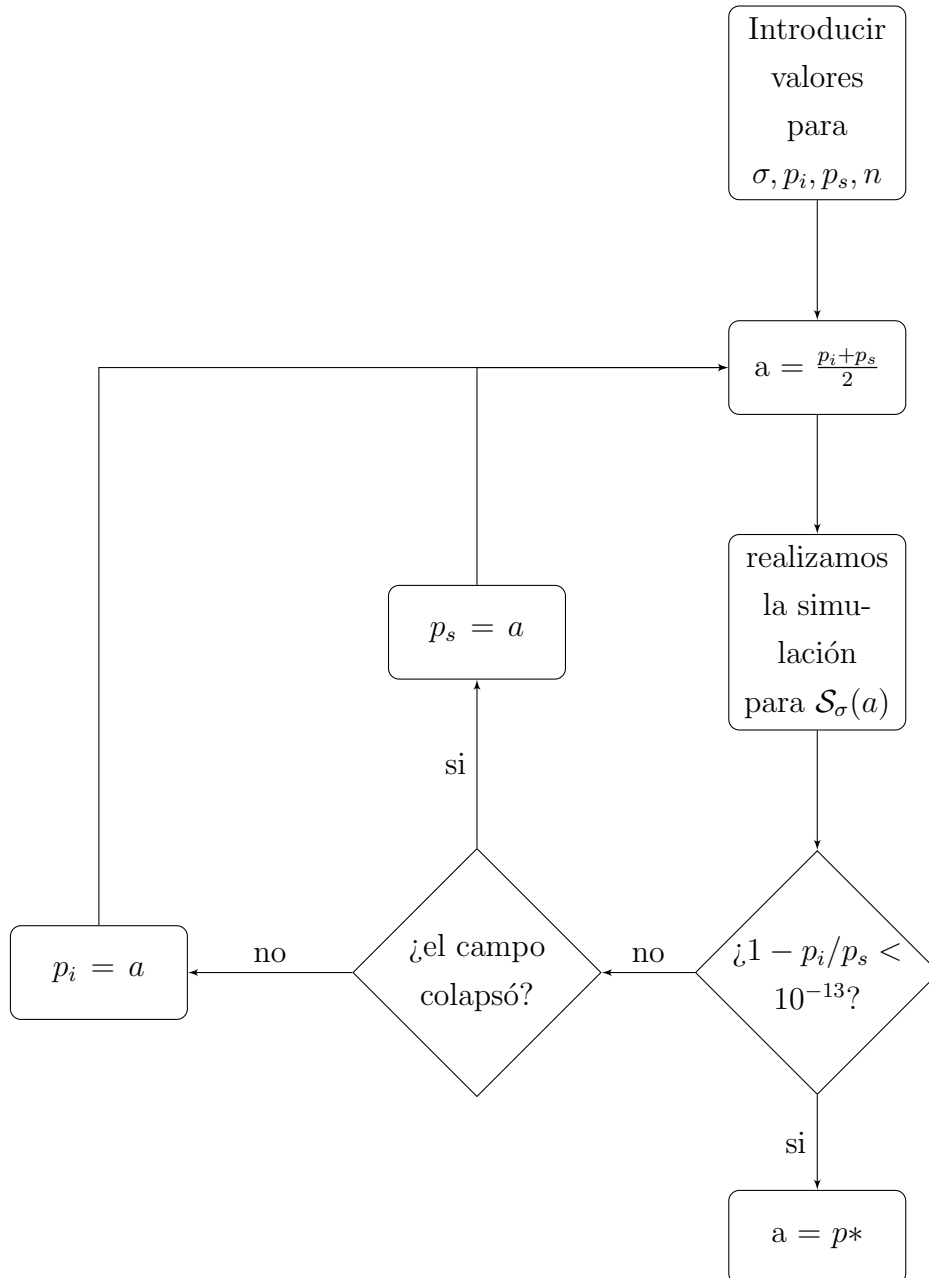 Introducir
valores
para
σ, p_i, p_s, n
a = \frac{p_i+p_s}{2}
realizamos
la simu-
lación
para 𝒮_σ(a)
p_s = a
si
¿1 − p_i/p_s <
10^{−13}?
no
¿el campo
colapsó?
no
p_i = a
si
a = p∗